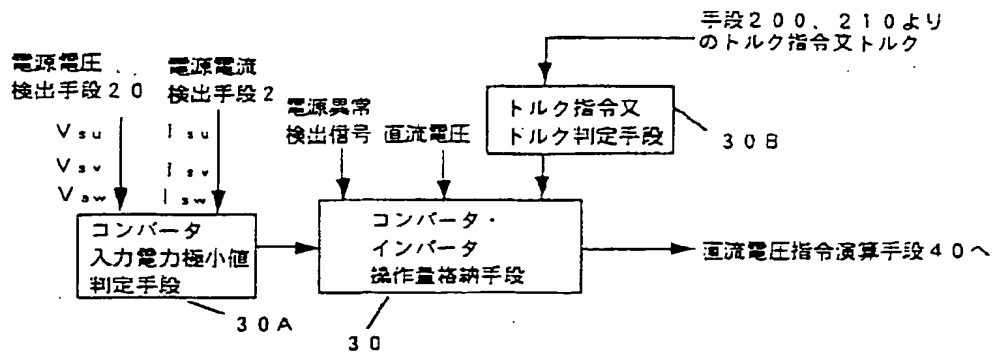 手段200、210より
のトルク指令又トルク
電源電圧
検出手段20
電源電流
検出手段2
電源異常
検出信号
直流電圧
トルク指令又
トルク判定手段
30B
Vsu
Vsv
Vsw
Isu
Isv
Isw
コンバータ
入力電力極小値
判定手段
コンバータ・
インバータ
操作量格納手段
直流電圧指令演算手段40へ
30A
30